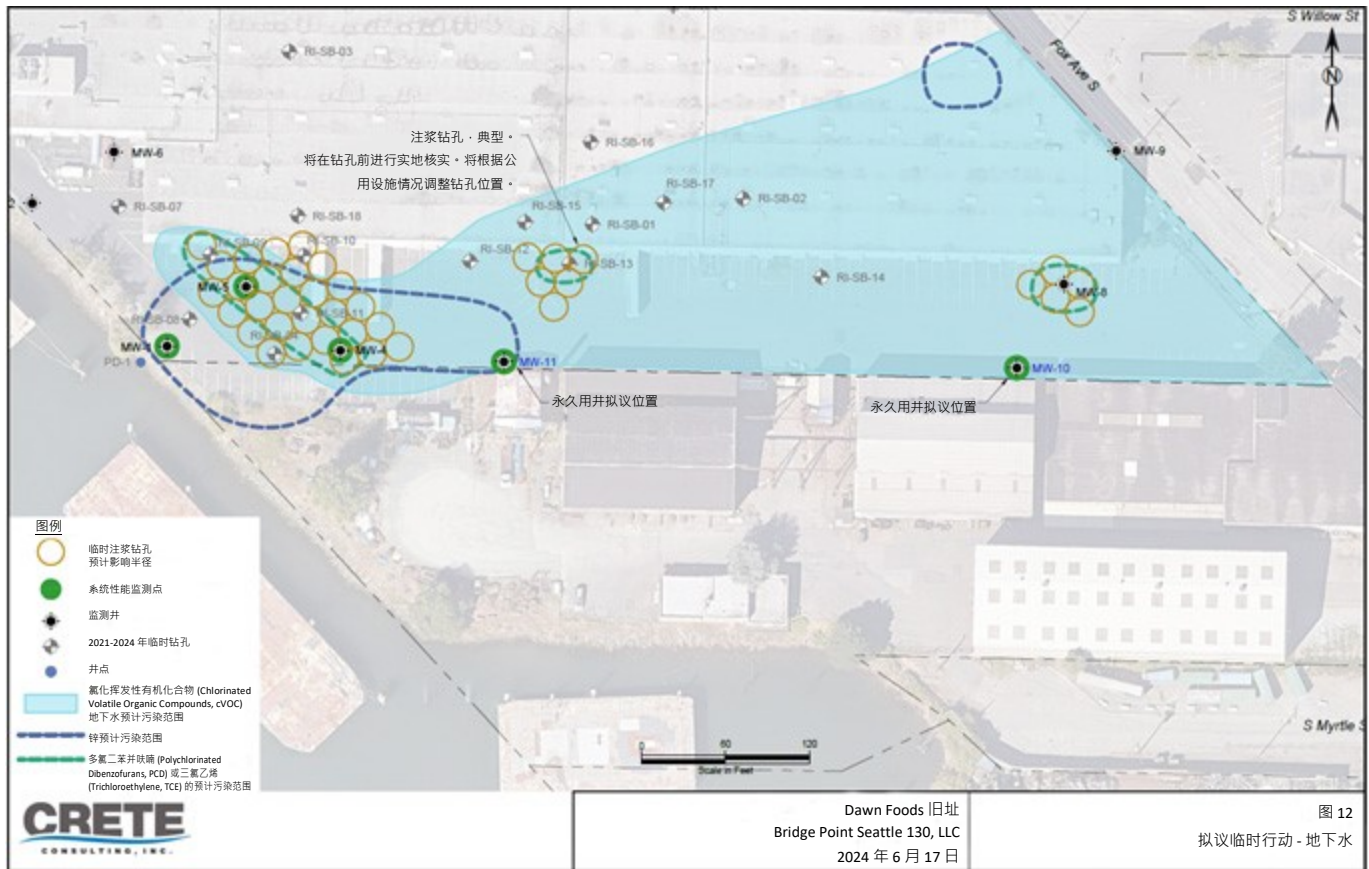 S Willow St
Fox Ave S
N
RI-SB-03
注浆钻孔，典型。
将在钻孔前进行实地核实。将根据公
用设施情况调整钻孔位置。
MW-6
RI-SB-16
MW-9
RI-SB-07
RI-SB-18
RI-SB-15
RI-SB-17
RI-SB-02
RI-SB-01
RI-SB-09
RI-SB-10
RI-SB-12
RI-SB-13
RI-SB-14
MW-5
MW-8
RI-SB-08
RI-SB-11
MW-4
PD-1
MW-11
MW-10
永久用井拟议位置
永久用井拟议位置
图例
临时注浆钻孔
预计影响半径
系统性能监测点
监测井
2021-2024 年临时钻孔
井点
氯化挥发性有机化合物 (Chlorinated
Volatile Organic Compounds, cVOC)
地下水预计污染范围
锌预计污染范围
多氯二苯并呋喃 (Polychlorinated
Dibenzofurans, PCD) 或三氯乙烯
(Trichloroethylene, TCE) 的预计污染范围
0 60 120
Scale in Feet
S Myrtle S
CRETE
CONSULTING, INC.
Dawn Foods 旧址
Bridge Point Seattle 130, LLC
2024 年 6 月 17 日
图 12
拟议临时行动 - 地下水